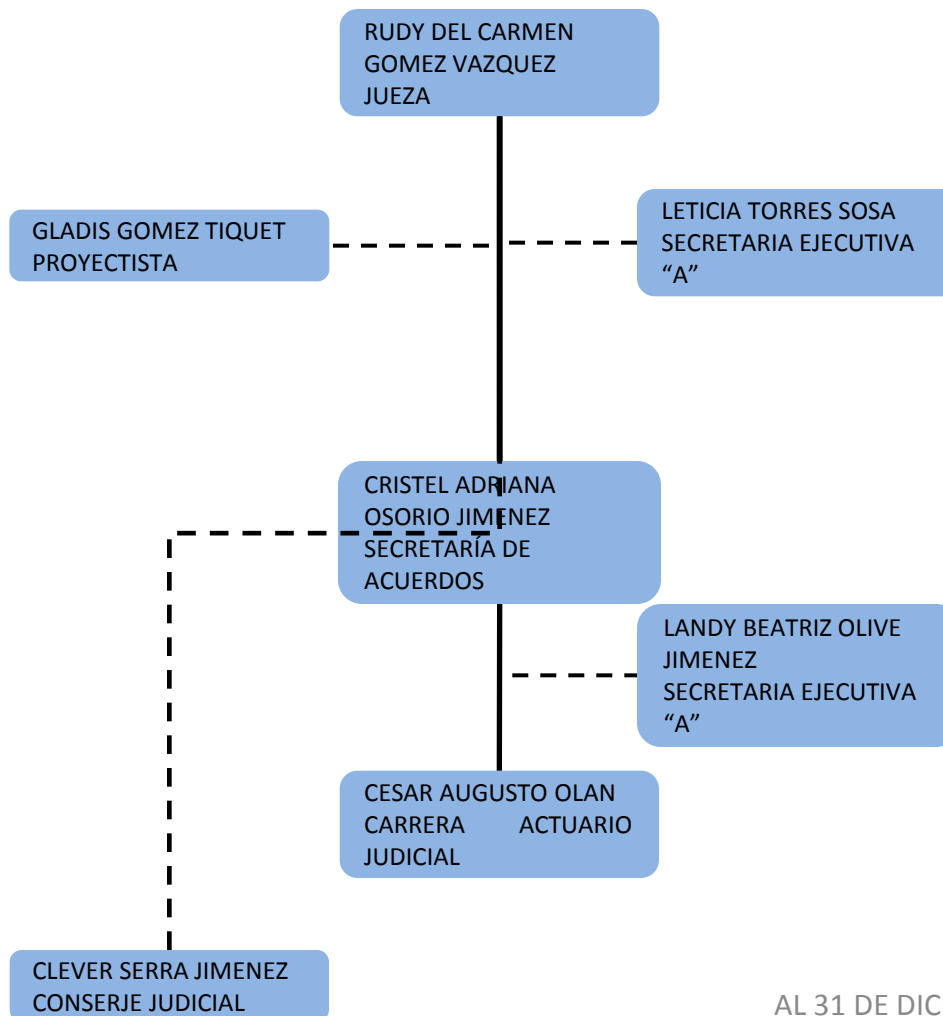 RUDY DEL CARMEN
GOMEZ VAZQUEZ
JUEZA
GLADIS GOMEZ TIQUET
PROYECTISTA
LETICIA TORRES SOSA
SECRETARIA EJECUTIVA
“A”
CRISTEL ADRIANA
OSORIO JIMENEZ
SECRETARÍA DE
ACUERDOS
LANDY BEATRIZ OLIVE
JIMENEZ
SECRETARIA EJECUTIVA
“A”
CESAR AUGUSTO OLAN
CARRERA ACTUARIO
JUDICIAL
CLEVER SERRA JIMENEZ
CONSERJE JUDICIAL
AL 31 DE DIC